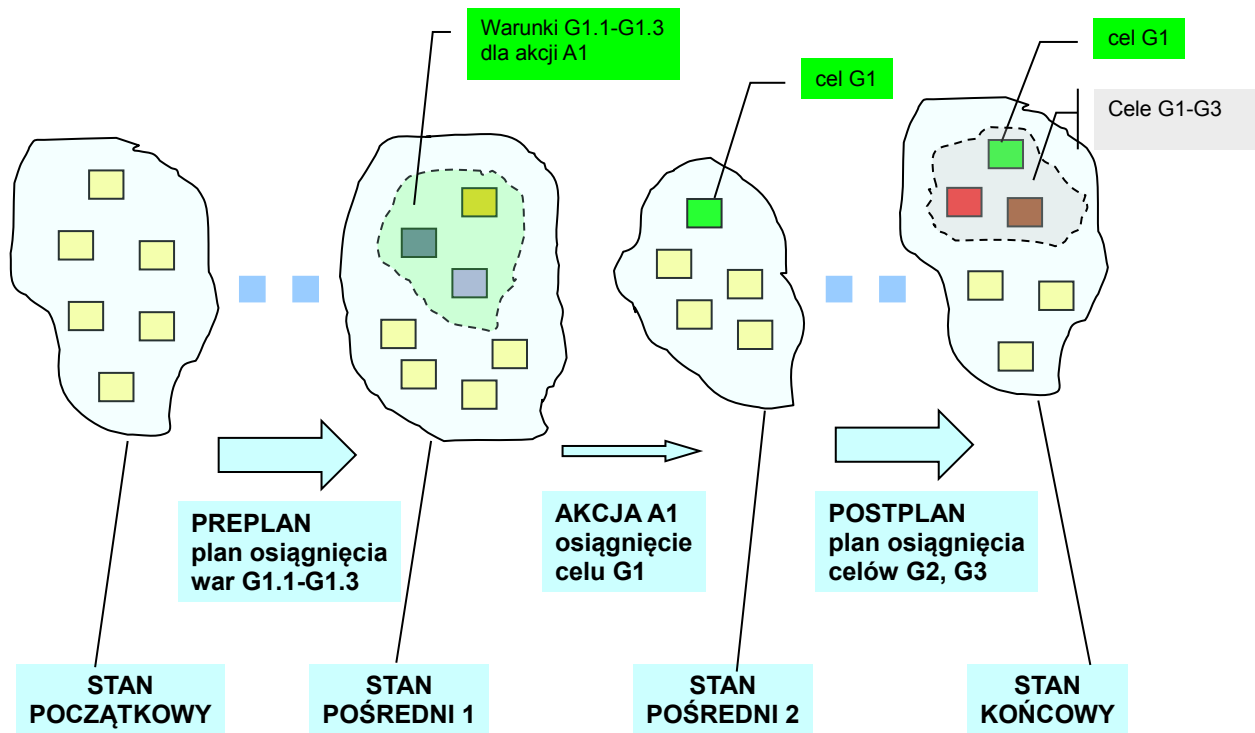 Warunki G1.1-G1.3
dla akcji A1
cel G1
cel G1
Cele G1-G3
PREPLAN
plan osiągnięcia
war G1.1-G1.3
AKCJA A1
osiągnięcie
celu G1
POSTPLAN
plan osiągnięcia
celów G2, G3
STAN
POCZĄTKOWY
STAN
POŚREDNI 1
STAN
POŚREDNI 2
STAN
KOŃCOWY